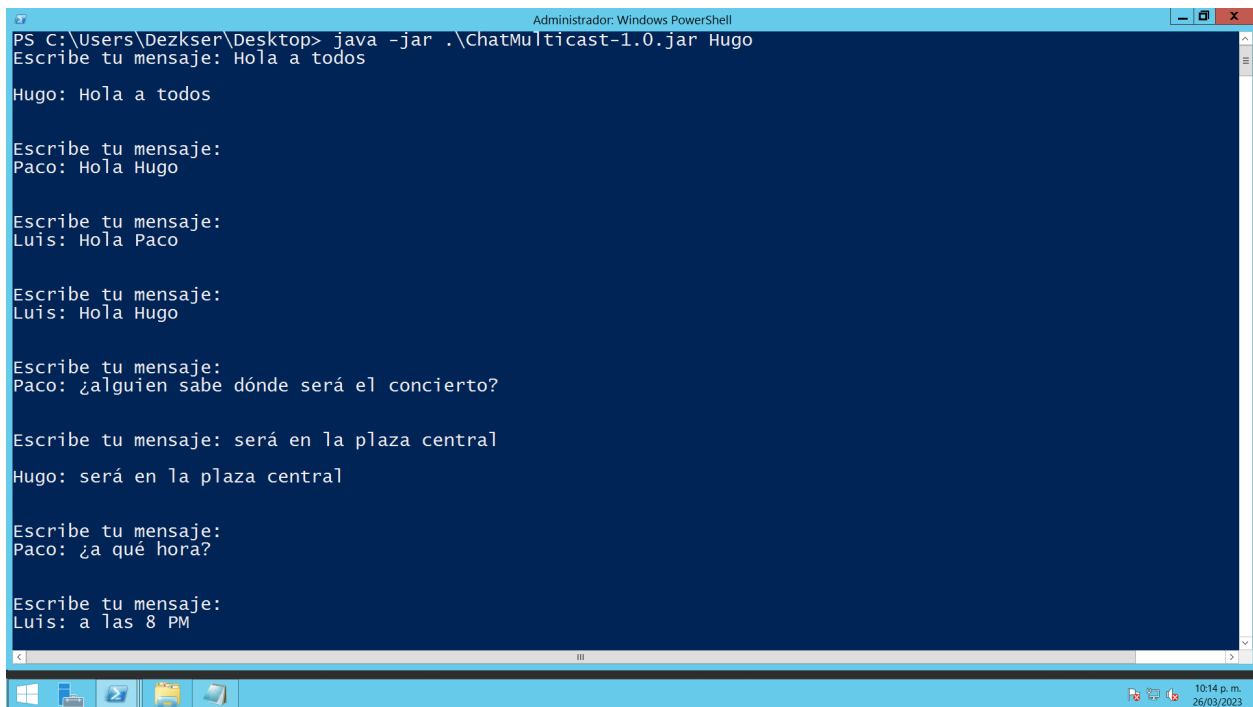 Administrador: Windows PowerShell
PS C:\Users\Dezkser\Desktop> java -jar .\ChatMulticast-1.0.jar Hugo
Escribe tu mensaje: Hola a todos
Hugo: Hola a todos
Escribe tu mensaje:
Paco: Hola Hugo
Escribe tu mensaje:
Luis: Hola Paco
Escribe tu mensaje:
Luis: Hola Hugo
Escribe tu mensaje:
Paco: ¿alguien sabe dónde será el concierto?
Escribe tu mensaje: será en la plaza central
Hugo: será en la plaza central
Escribe tu mensaje:
Paco: ¿a qué hora?
Escribe tu mensaje:
Luis: a las 8 PM
10:14 p. m.
26/03/2023